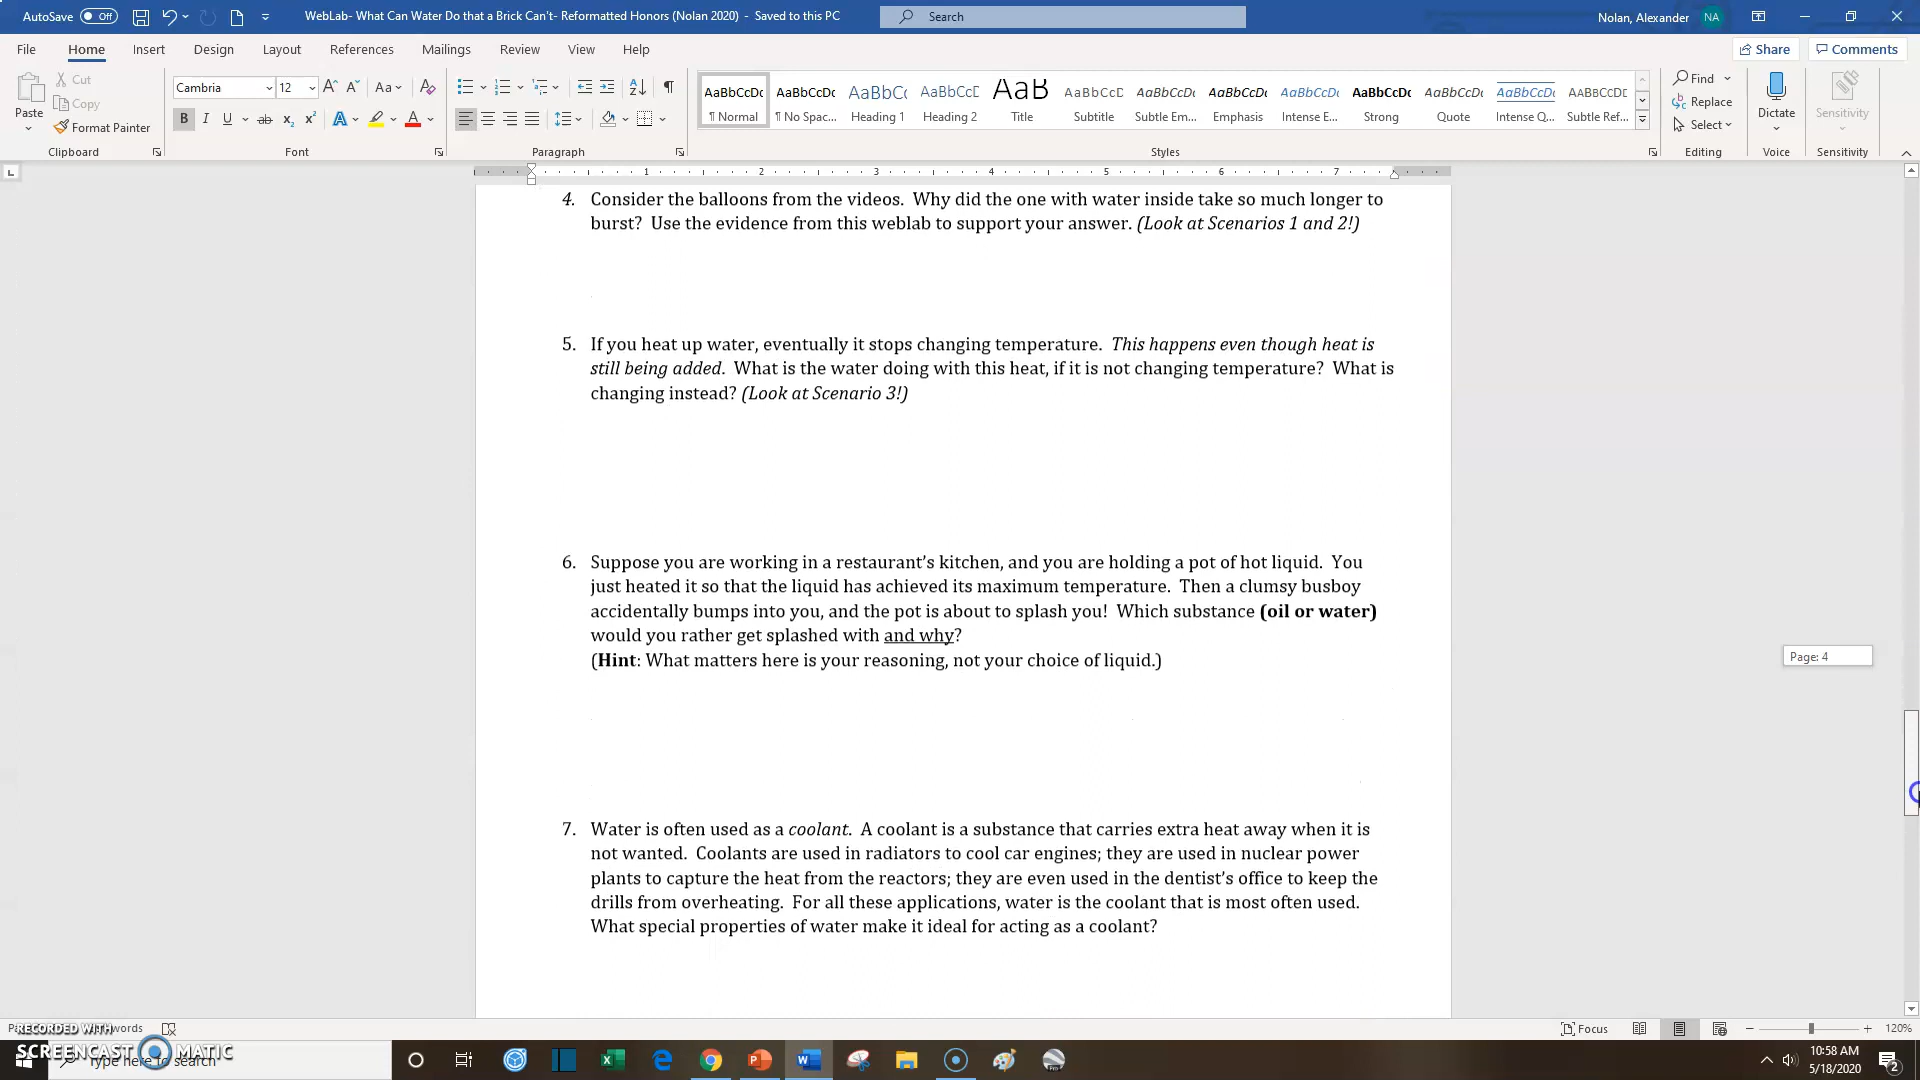 AutoSave Off WebLab- What Can Water Do that a Brick Can't- Reformatted Honors (Nolan 2020) - Saved to this PC Search Nolan, Alexander NA
File Home Insert Design Layout References Mailings Review View Help Share Comments
Paste Cut Copy Format Painter Clipboard
Cambria 12 Font
Paragraph
AaBbCcDc AaBbCcDc AaBbCc AaBbCcD AaB AaBbCcD AaBbCcDc AaBbCcDc AaBbCcDc AaBbCcDc AaBbCcDc AaBbCcDc AABBCCDD
¶ Normal ¶ No Spac... Heading 1 Heading 2 Title Subtitle Subtle Em... Emphasis Intense E... Strong Quote Intense Q... Subtle Ref...
Styles
Find Replace Select Editing
Dictate Voice
Sensitivity Sensitivity
1 2 3 4 5 6 7
4. Consider the balloons from the videos. Why did the one with water inside take so much longer to
burst? Use the evidence from this weblab to support your answer. (Look at Scenarios 1 and 2!)
5. If you heat up water, eventually it stops changing temperature. This happens even though heat is
still being added. What is the water doing with this heat, if it is not changing temperature? What is
changing instead? (Look at Scenario 3!)
6. Suppose you are working in a restaurant's kitchen, and you are holding a pot of hot liquid. You
just heated it so that the liquid has achieved its maximum temperature. Then a clumsy busboy
accidentally bumps into you, and the pot is about to splash you! Which substance (oil or water)
would you rather get splashed with and why?
(Hint: What matters here is your reasoning, not your choice of liquid.)
Page: 4
7. Water is often used as a coolant. A coolant is a substance that carries extra heat away when it is
not wanted. Coolants are used in radiators to cool car engines; they are used in nuclear power
plants to capture the heat from the reactors; they are even used in the dentist's office to keep the
drills from overheating. For all these applications, water is the coolant that is most often used.
What special properties of water make it ideal for acting as a coolant?
words Focus 120%
RECORDED WITH
SCREENCAST MATIC
Type here to search
10:58 AM
5/18/2020
2